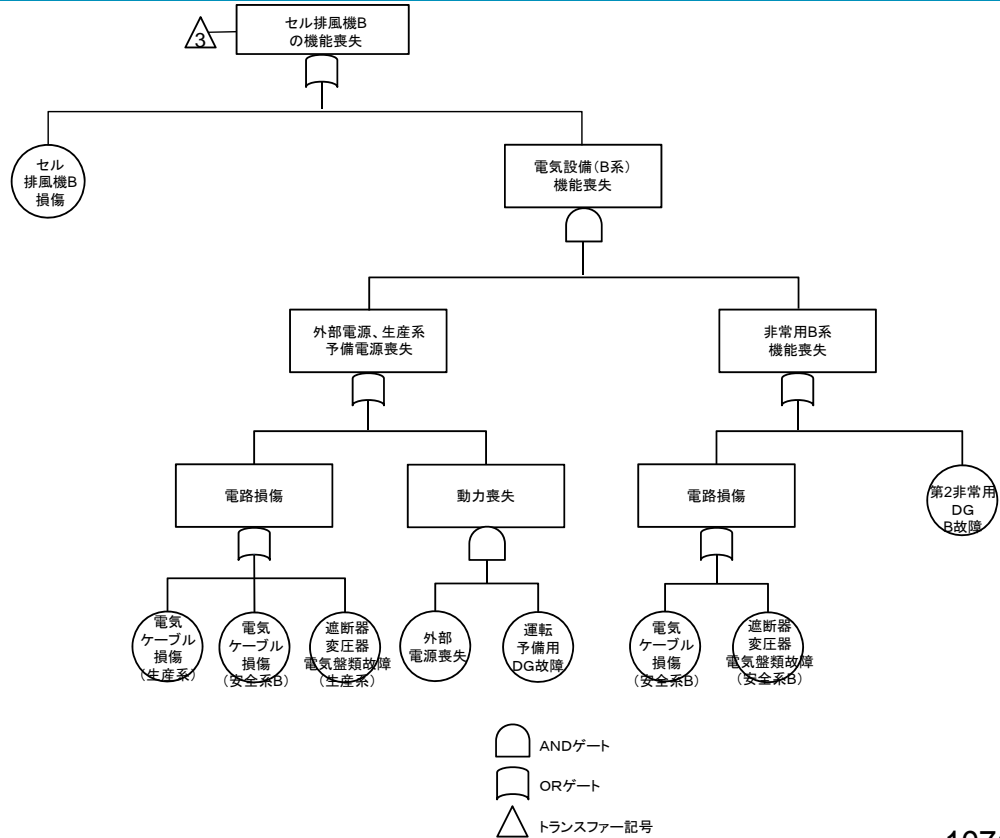 3
セル排風機B
の機能喪失
セル
排風機B
損傷
電気設備(B系)
機能喪失
外部電源、生産系
予備電源喪失
非常用B系
機能喪失
電路損傷
動力喪失
電路損傷
第2非常用
DG
B故障
電気
ケーブル
損傷
(生産系)
電気
ケーブル
損傷
(安全系B)
遮断器
変圧器
電気盤類故障
(生産系)
外部
電源喪失
運転
予備用
DG故障
電気
ケーブル
損傷
(安全系B)
遮断器
変圧器
電気盤類故障
(安全系B)
ANDゲート
ORゲート
トランスファー記号